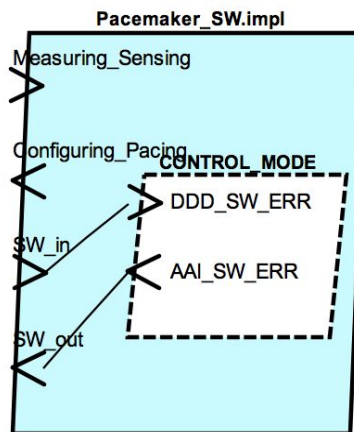 Pacemaker_SW.impl
Measuring_Sensing
Configuring_Pacing
CONTROL_MODE
DDD_SW_ERR
SW_in
AAI_SW_ERR
SW_out